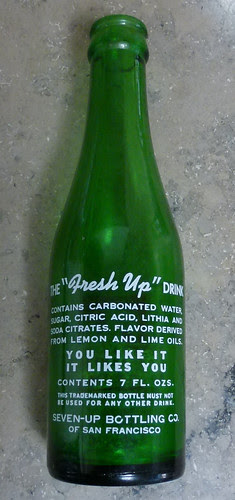 THE "Fresh Up" DRINK
CONTAINS CARBONATED WATER,
SUGAR, CITRIC ACID, LITHIA AND
SODA CITRATES. FLAVOR DERIVED
FROM LEMON AND LIME OILS.
YOU LIKE IT
IT LIKES YOU
CONTENTS 7 FL. OZS.
THIS TRADEMARKED BOTTLE MUST NOT
BE USED FOR ANY OTHER DRINK.
SEVEN-UP BOTTLING CO.
OF SAN FRANCISCO